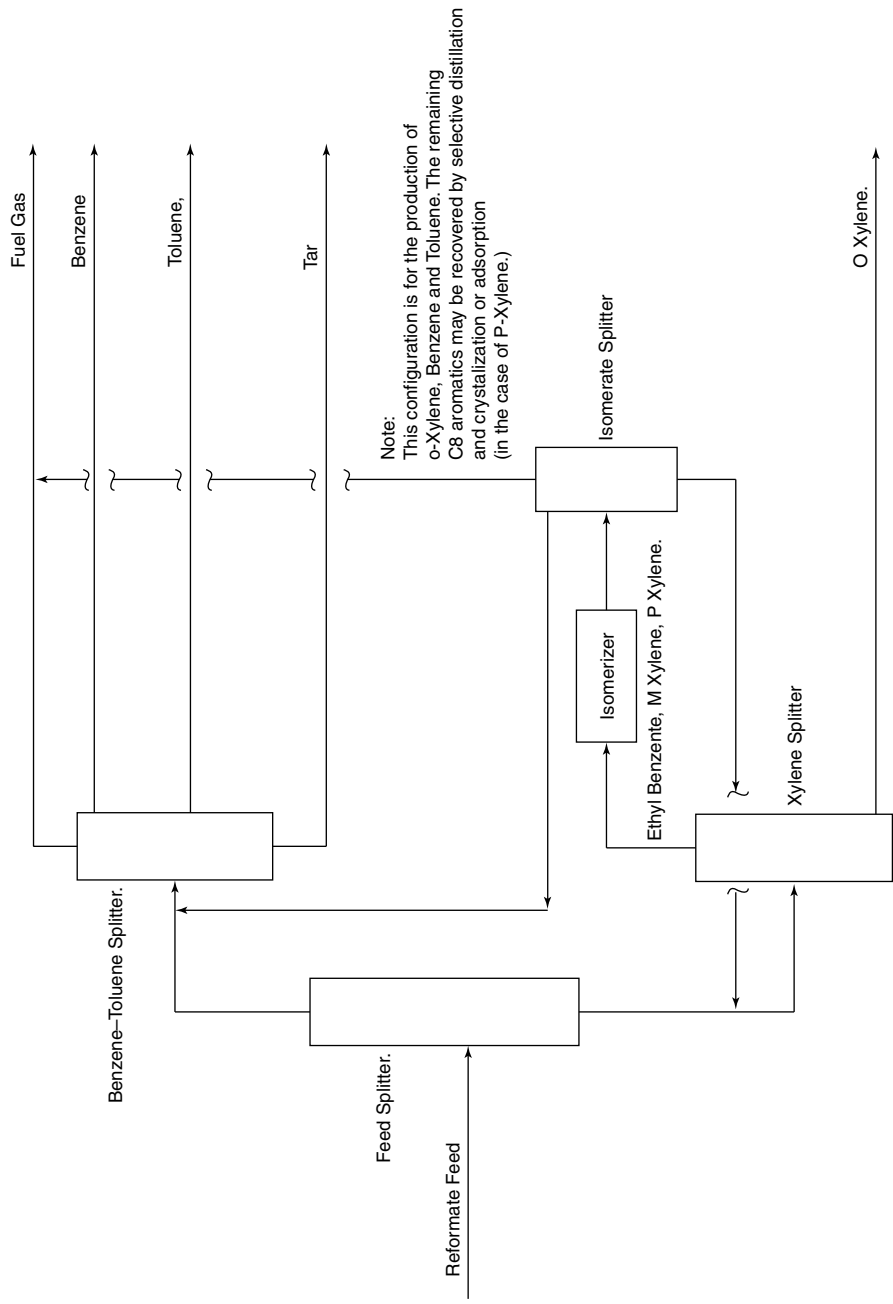 Fuel Gas
Benzene
Toluene,
Tar
Benzene–Toluene Splitter.
Note:
This configuration is for the production of
o-Xylene, Benzene and Toluene. The remaining
C8 aromatics may be recovered by selective distillation
and crystalization or adsorption
(in the case of P-Xylene.)
Feed Splitter.
Reformate Feed
Isomerizer
Isomerate Splitter
Ethyl Benzente, M Xylene, P Xylene.
Xylene Splitter
O Xylene.